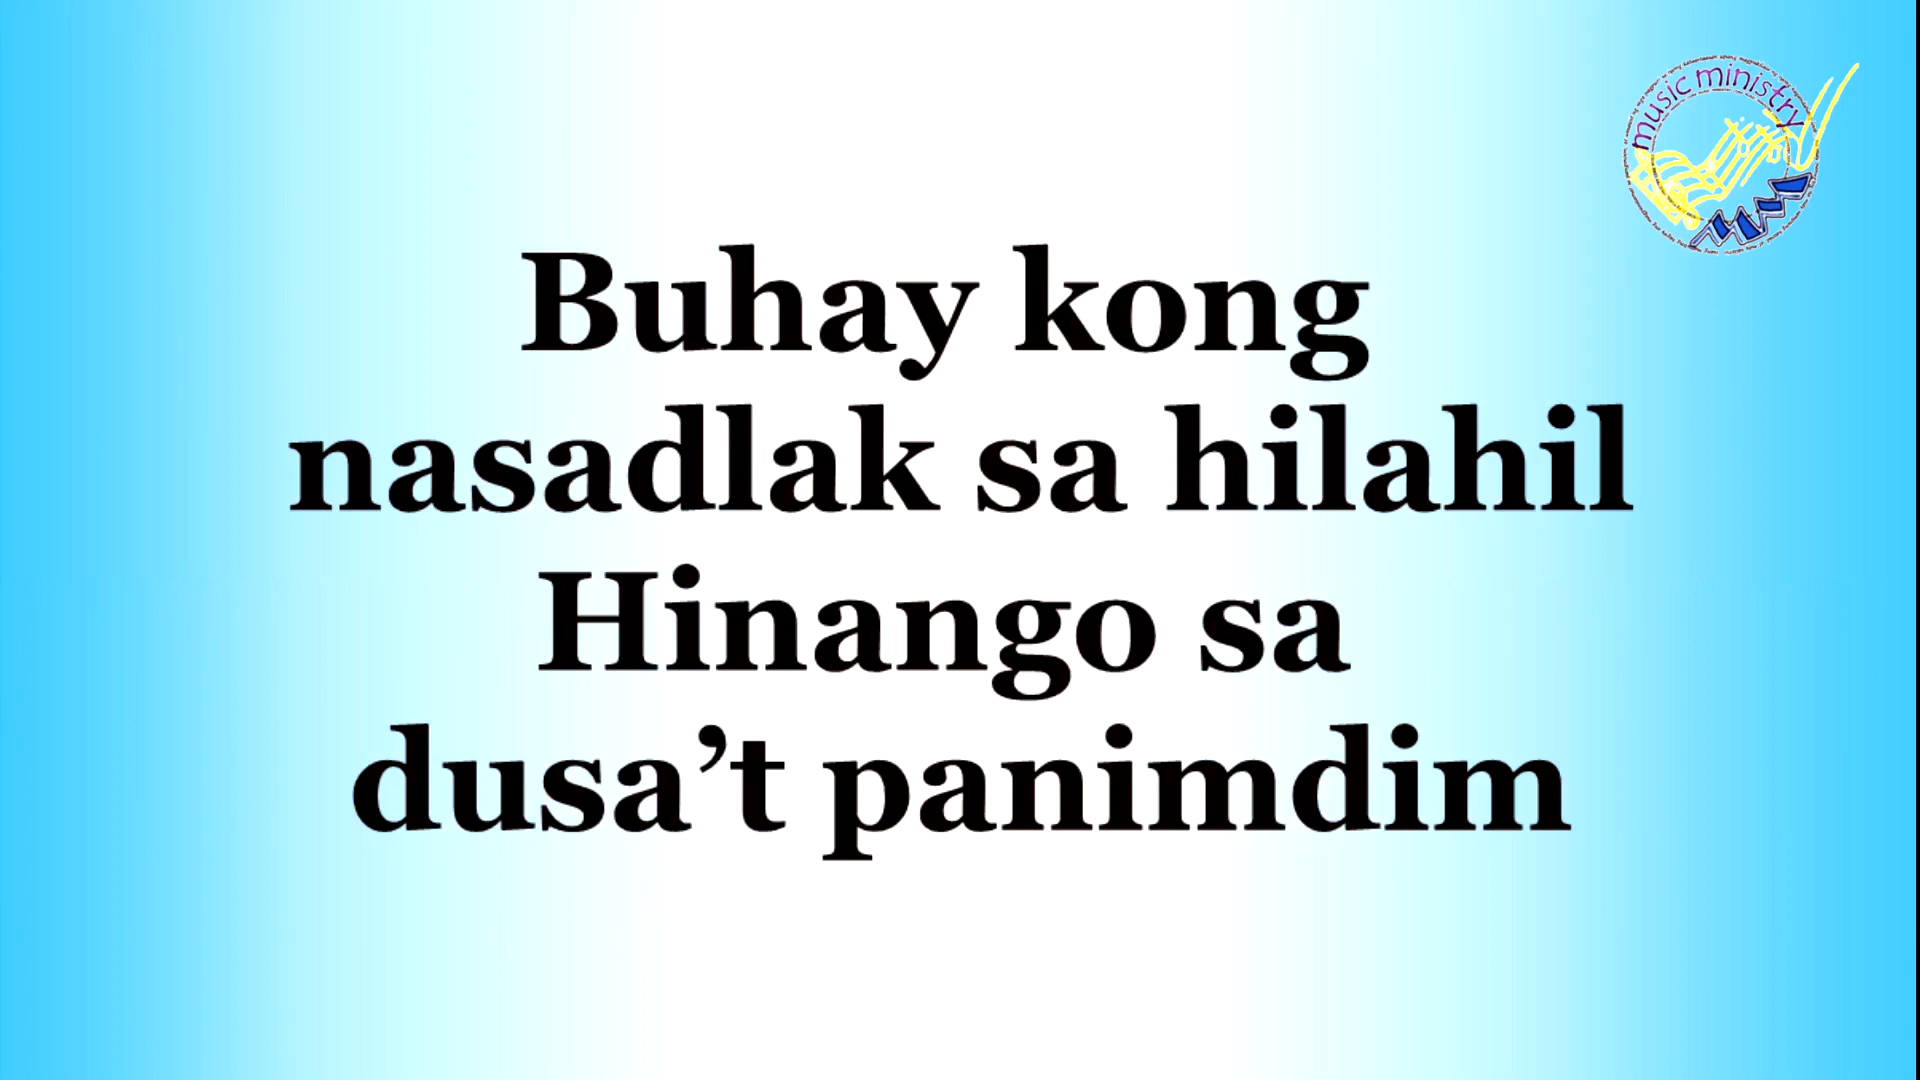 music ministry
Buhay kong
nasadlak sa hilahil
Hinango sa
dusa’t panimdim